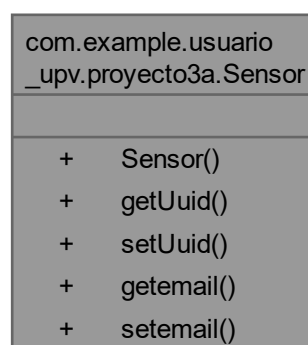 com.example.usuario
_upv.proyecto3a.Sensor
+ Sensor()
+ getUuid()
+ setUuid()
+ getemail()
+ setemail()